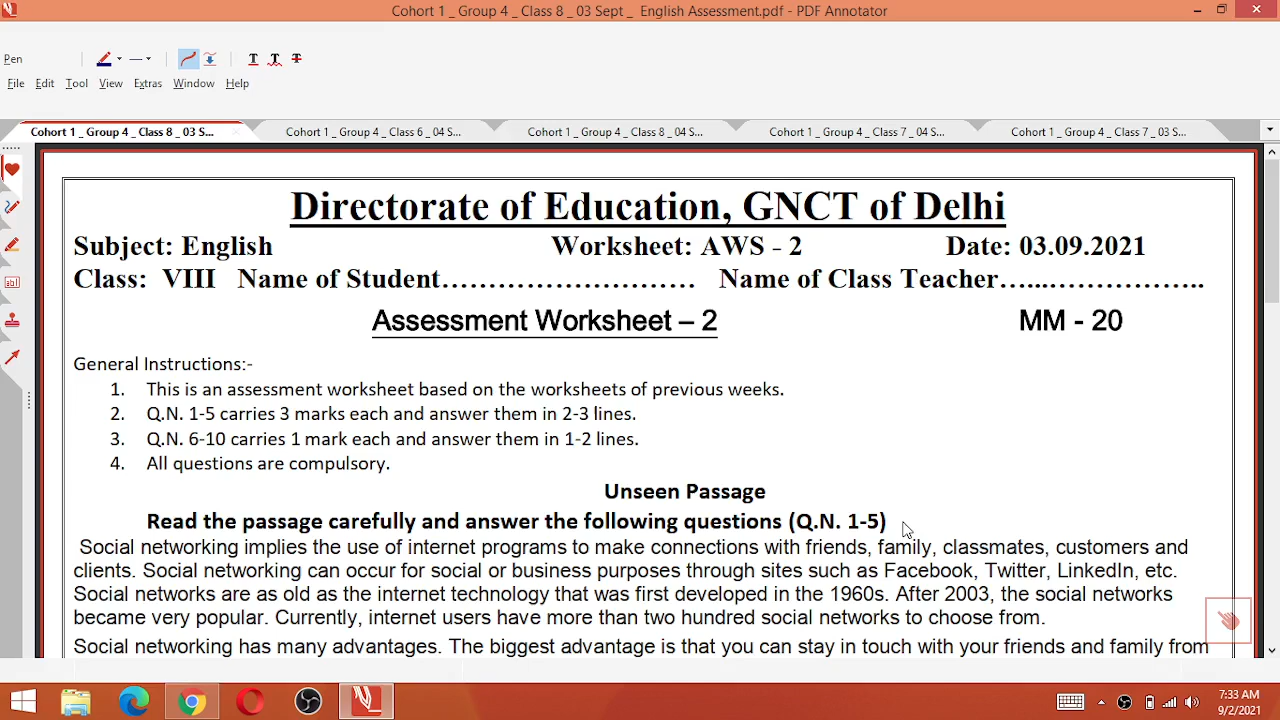 Cohort 1 _ Group 4 _ Class 8 _ 03 Sept _  English Assessment.pdf - PDF Annotator
Pen
File Edit Tool View Extras Window Help
Cohort 1 _ Group 4 _ Class 8 _ 03 S... Cohort 1 _ Group 4 _ Class 6 _ 04 S... Cohort 1 _ Group 4 _ Class 8 _ 04 S... Cohort 1 _ Group 4 _ Class 7 _ 04 S... Cohort 1 _ Group 4 _ Class 7 _ 03 S...
Directorate of Education, GNCT of Delhi
Subject: English Worksheet: AWS - 2 Date: 03.09.2021
Class: VIII Name of Student……………………… Name of Class Teacher…...……………..
Assessment Worksheet – 2 MM - 20
General Instructions:-
1. This is an assessment worksheet based on the worksheets of previous weeks.
2. Q.N. 1-5 carries 3 marks each and answer them in 2-3 lines.
3. Q.N. 6-10 carries 1 mark each and answer them in 1-2 lines.
4. All questions are compulsory.
Unseen Passage
Read the passage carefully and answer the following questions (Q.N. 1-5)
Social networking implies the use of internet programs to make connections with friends, family, classmates, customers and
clients. Social networking can occur for social or business purposes through sites such as Facebook, Twitter, LinkedIn, etc.
Social networks are as old as the internet technology that was first developed in the 1960s. After 2003, the social networks
became very popular. Currently, internet users have more than two hundred social networks to choose from.
Social networking has many advantages. The biggest advantage is that you can stay in touch with your friends and family from
7:33 AM
9/2/2021